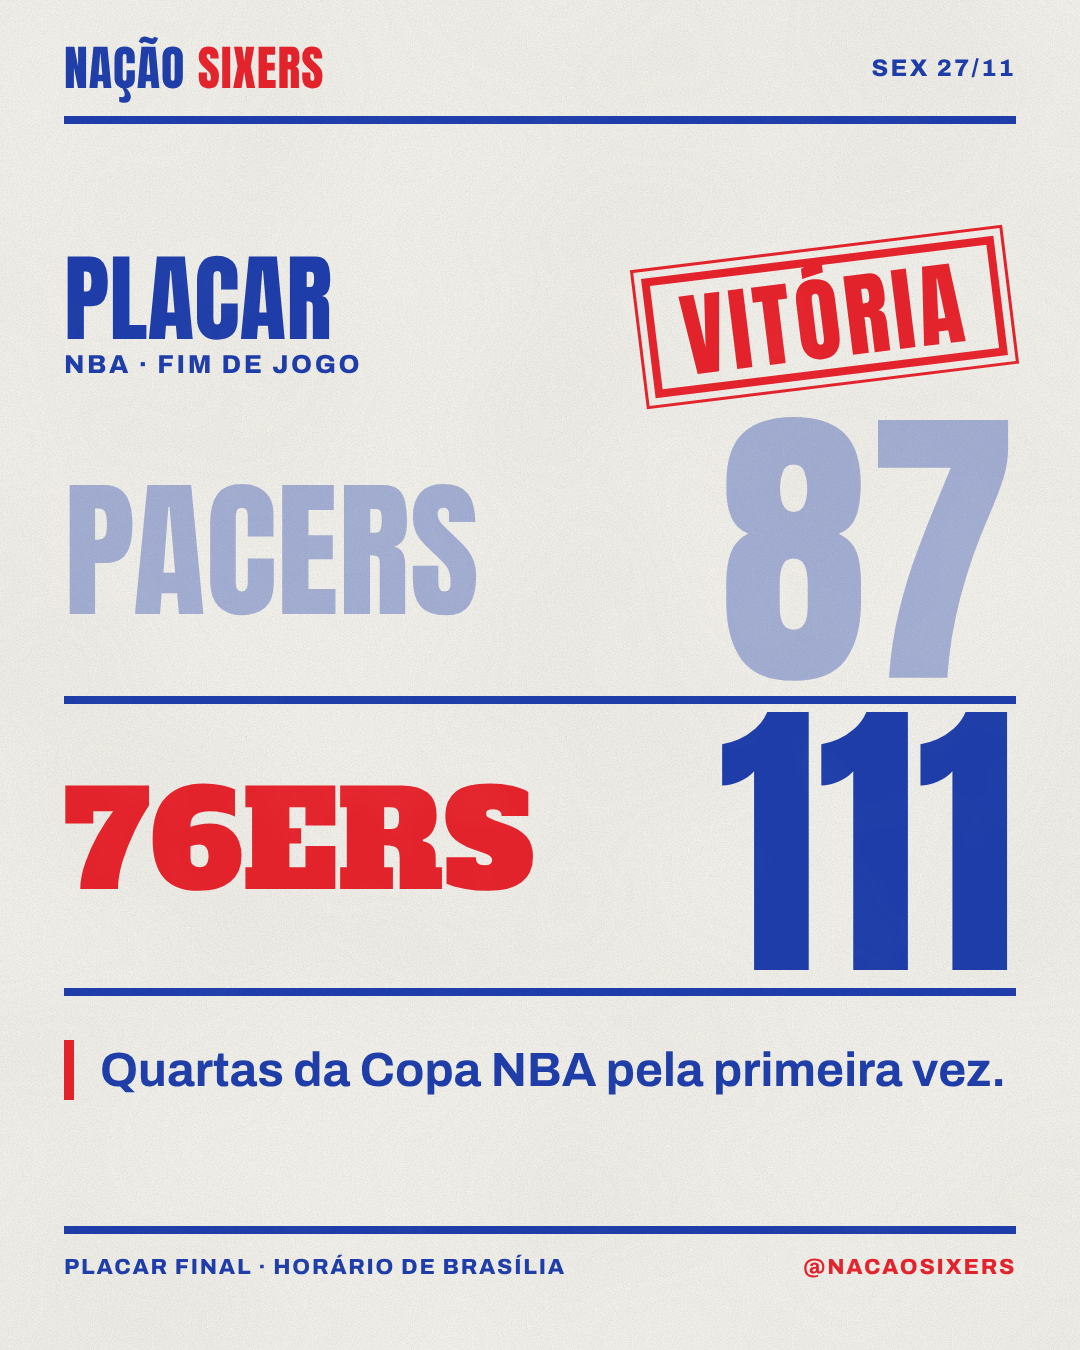 NAÇÃO SIXERS
SEX 27/11
PLACAR
NBA · FIM DE JOGO
VITÓRIA
PACERS
87
76ERS
111
Quartas da Copa NBA pela primeira vez.
PLACAR FINAL · HORÁRIO DE BRASÍLIA
@NACAOSIXERS